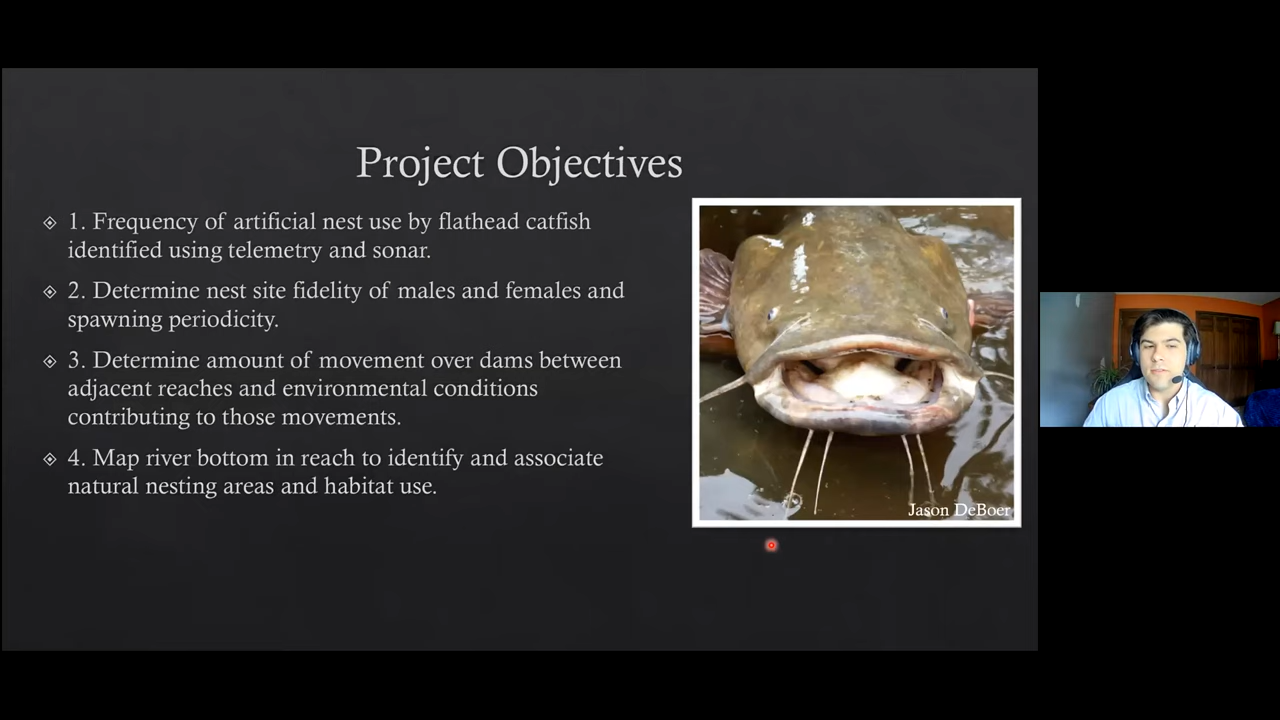 Project Objectives
1. Frequency of artificial nest use by flathead catfish
identified using telemetry and sonar.
2. Determine nest site fidelity of males and females and
spawning periodicity.
3. Determine amount of movement over dams between
adjacent reaches and environmental conditions
contributing to those movements.
4. Map river bottom in reach to identify and associate
natural nesting areas and habitat use.
Jason DeBoer